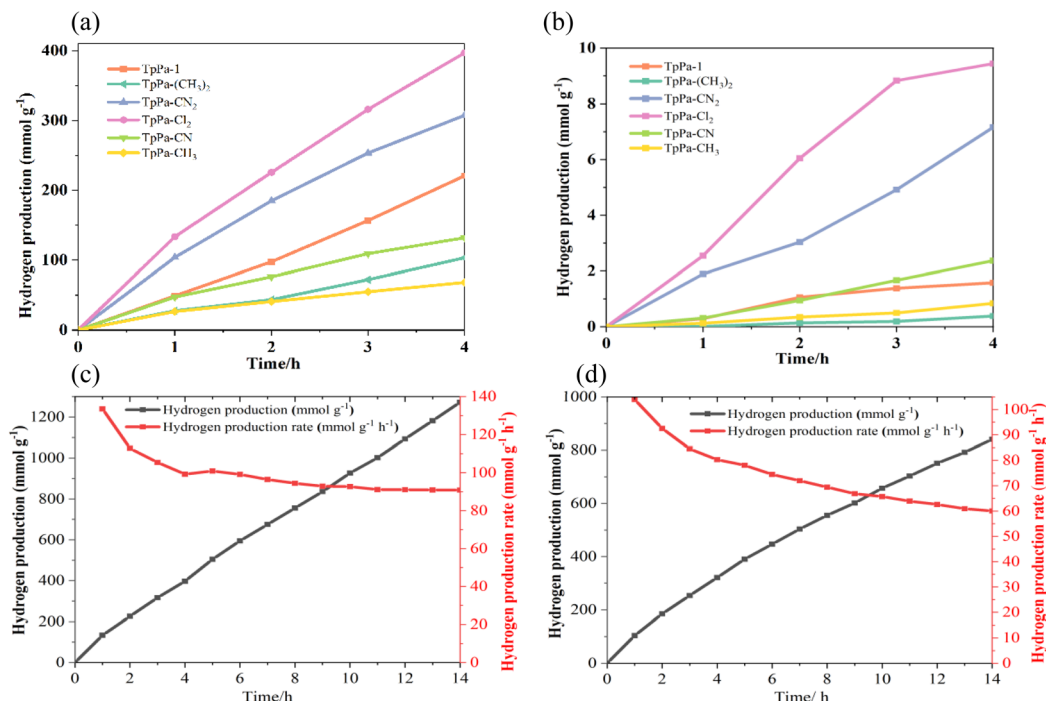 (a)
Hydrogen production (mmol g⁻¹)
400
300
200
100
0
TpPa-1
TpPa-(CH₃)₂
TpPa-CN₂
TpPa-Cl₂
TpPa-CN
TpPa-CH₃
0 1 2 3 4
Time/h
(b)
Hydrogen production (mmol g⁻¹)
10
8
6
4
2
0
TpPa-1
TpPa-(CH₃)₂
TpPa-CN₂
TpPa-Cl₂
TpPa-CN
TpPa-CH₃
0 1 2 3 4
Time/h
(c)
Hydrogen production (mmol g⁻¹)
1200
1000
800
600
400
200
0
Hydrogen production (mmol g⁻¹)
Hydrogen production rate (mmol g⁻¹ h⁻¹)
140
120
100
80
60
40
20
0
Hydrogen production rate (mmol g⁻¹ h⁻¹)
0 2 4 6 8 10 12 14
Time/h
(d)
Hydrogen production (mmol g⁻¹)
1000
800
600
400
200
0
Hydrogen production (mmol g⁻¹)
Hydrogen production rate (mmol g⁻¹ h⁻¹)
100
90
80
70
60
50
40
30
20
10
0
Hydrogen production rate (mmol g⁻¹ h⁻¹)
0 2 4 6 8 10 12 14
Time/ h